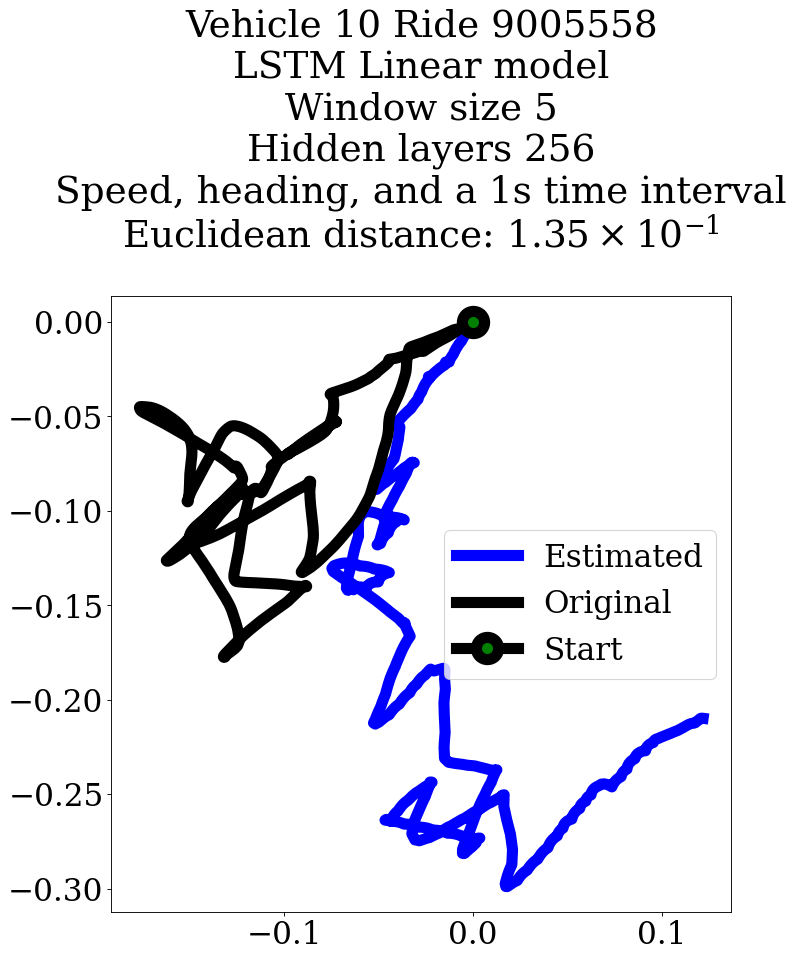 Vehicle 10 Ride 9005558
LSTM Linear model
Window size 5
Hidden layers 256
Speed, heading, and a 1s time interval
Euclidean distance: 1.35 × 10⁻¹
0.00
−0.05
−0.10
−0.15
−0.20
−0.25
−0.30
Estimated
Original
Start
−0.1 0.0 0.1